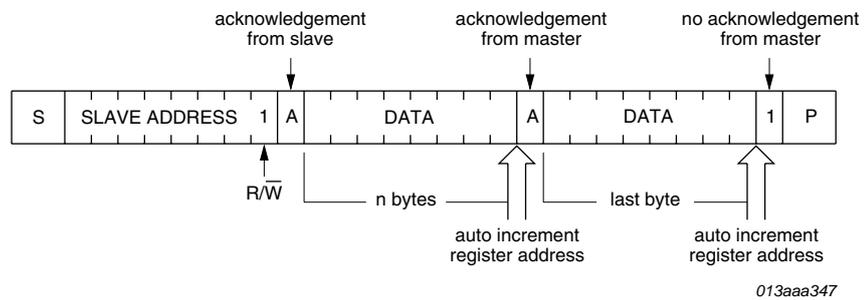 acknowledgement
from slave
acknowledgement
from master
no acknowledgement
from master
S SLAVE ADDRESS 1 A DATA A DATA 1 P
R/W̅
n bytes
last byte
auto increment
register address
auto increment
register address
013aaa347